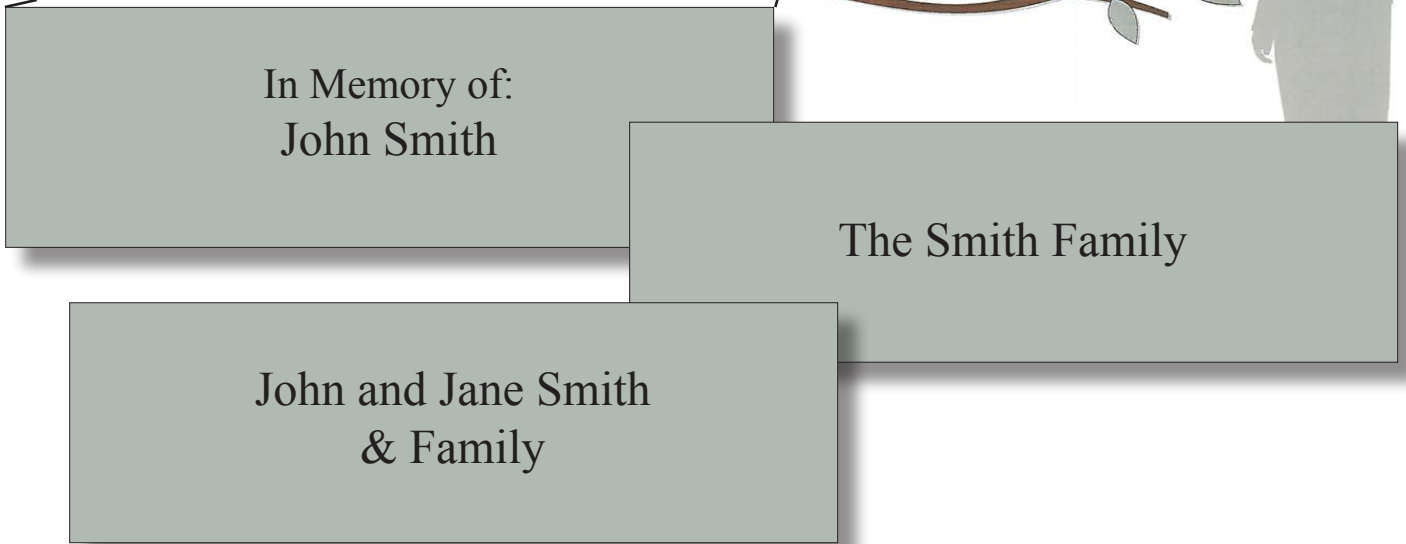 In Memory of:
John Smith
The Smith Family
John and Jane Smith
& Family